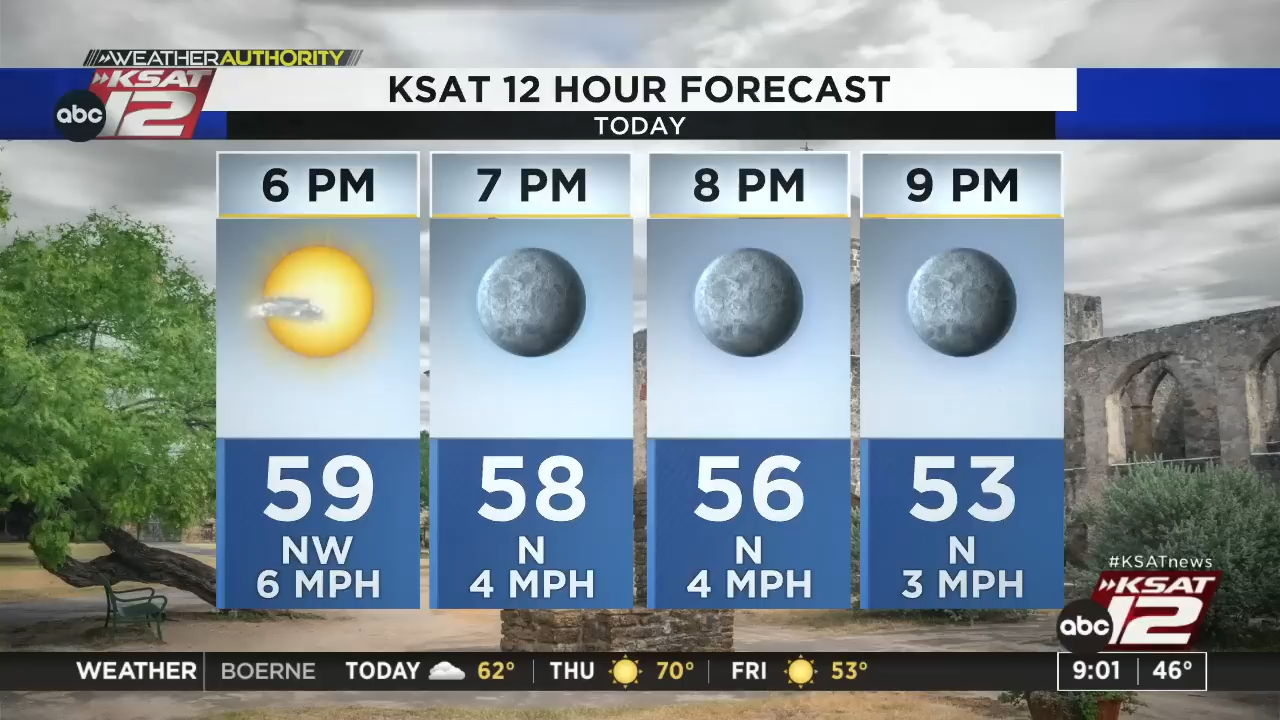 WEATHERAUTHORITY
KSAT
abc 12
KSAT 12 HOUR FORECAST
TODAY
6 PM 7 PM 8 PM 9 PM
59 58 56 53
NW N N N
6 MPH 4 MPH 4 MPH 3 MPH
#KSATnews
KSAT
abc 12
WEATHER BOERNE TODAY 62° THU 70° FRI 53° 9:01 46°